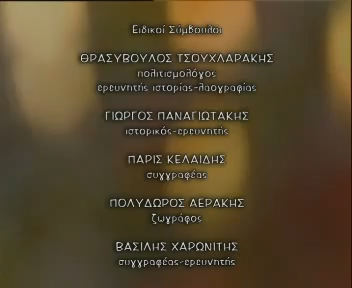 Ειδικοί Σύμβουλοι
ΘΡΑΣΥΒΟΥΛΟΣ ΤΣΟΥΧΛΑΡΑΚΗΣ
πολιτισμολόγος
ερευνητής ιστορίας-λαογραφίας
ΓΙΩΡΓΟΣ ΠΑΝΑΓΙΩΤΑΚΗΣ
ιστορικός-ερευνητής
ΠΑΡΙΣ ΚΕΛΑΙΔΗΣ
συγγραφέας
ΠΟΛΥΔΩΡΟΣ ΑΕΡΑΚΗΣ
ζωγράφος
ΒΑΣΙΛΗΣ ΧΑΡΩΝΙΤΗΣ
συγγραφέας-ερευνητής